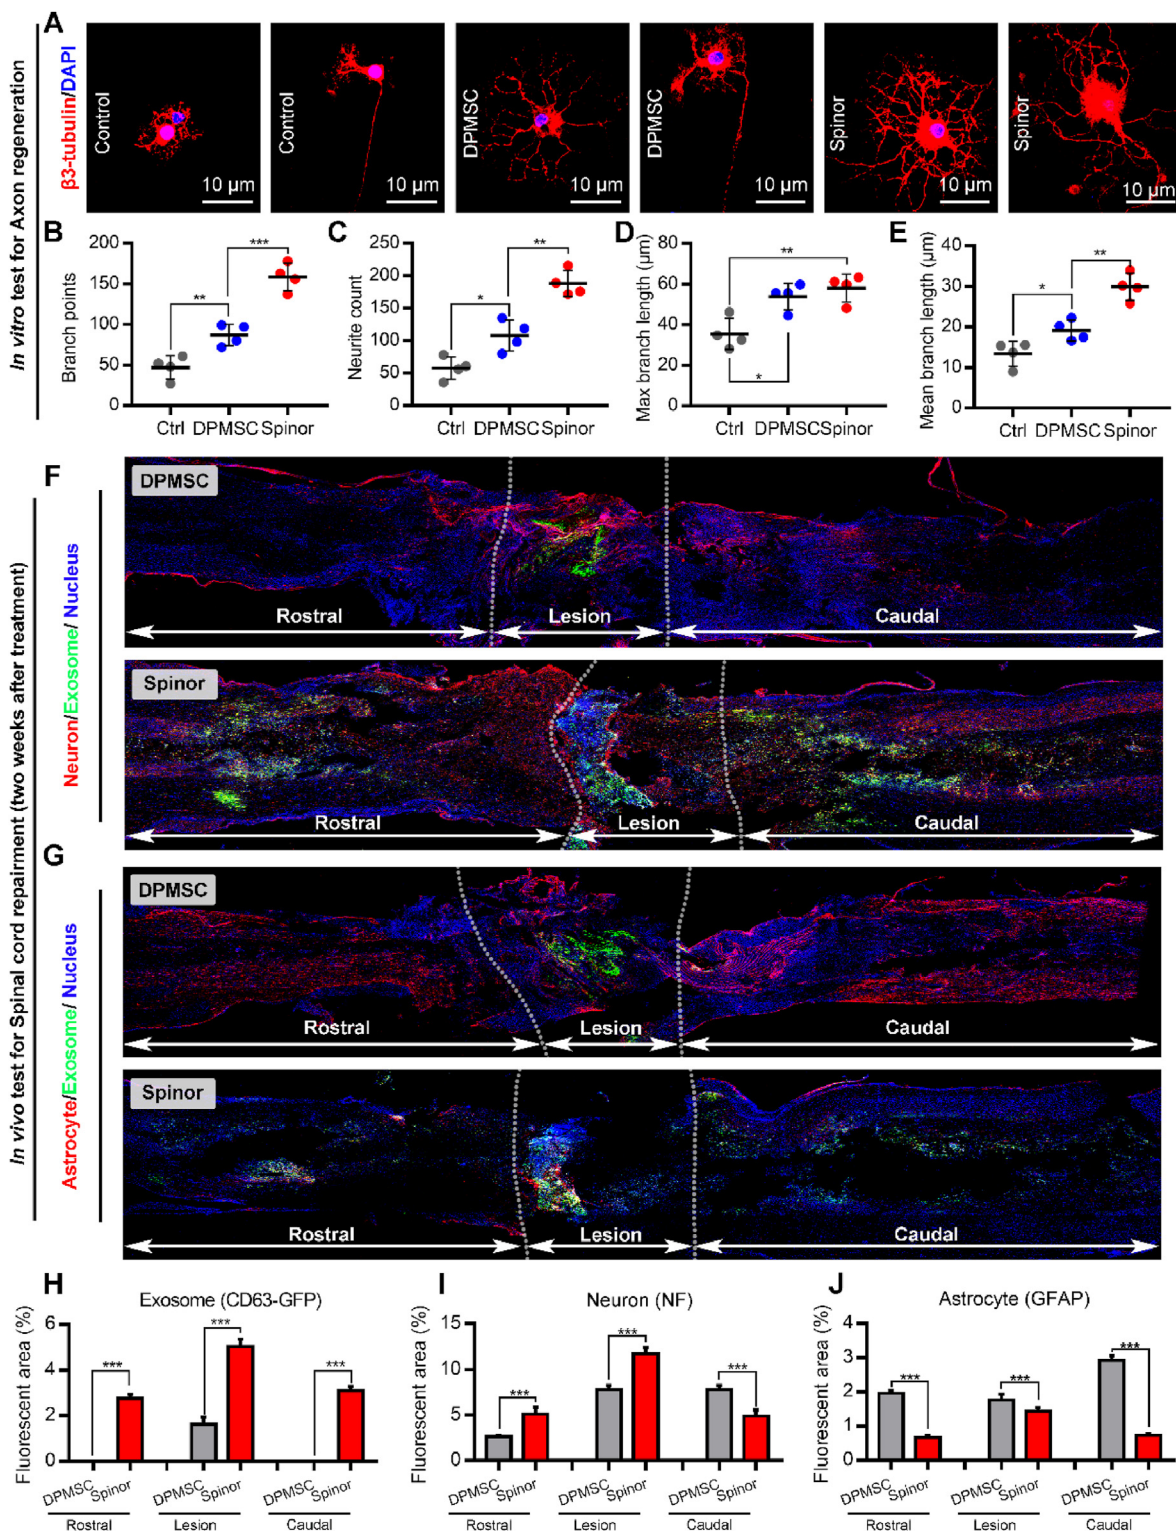 A
In vitro test for Axon regeneration
β3-tubulin/DAPI
Control
10 µm
Control
10 µm
DPMSC
10 µm
DPMSC
10 µm
Spinor
10 µm
Spinor
10 µm
B
Branch points
200
150
100
50
0
**
***
Ctrl DPMSC Spinor
C
Neurite count
250
200
150
100
50
0
*
**
Ctrl DPMSC Spinor
D
Max branch length (µm)
80
60
40
20
0
**
*
Ctrl DPMSC Spinor
E
Mean branch length (µm)
40
30
20
10
0
*
**
Ctrl DPMSC Spinor
In vivo test for Spinal cord repairment (two weeks after treatment)
F
Neuron/Exosome/ Nucleus
DPMSC
Rostral
Lesion
Caudal
Spinor
Rostral
Lesion
Caudal
G
Astrocyte/Exosome/ Nucleus
DPMSC
Rostral
Lesion
Caudal
Spinor
Rostral
Lesion
Caudal
H
Exosome (CD63-GFP)
Fluorescent area (%)
6
4
2
0
***
***
***
DPMSC Spinor
DPMSC Spinor
DPMSC Spinor
Rostral
Lesion
Caudal
I
Neuron (NF)
Fluorescent area (%)
15
10
5
0
***
***
***
DPMSC Spinor
DPMSC Spinor
DPMSC Spinor
Rostral
Lesion
Caudal
J
Astrocyte (GFAP)
Fluorescent area (%)
4
3
2
1
0
***
***
***
DPMSC Spinor
DPMSC Spinor
DPMSC Spinor
Rostral
Lesion
Caudal